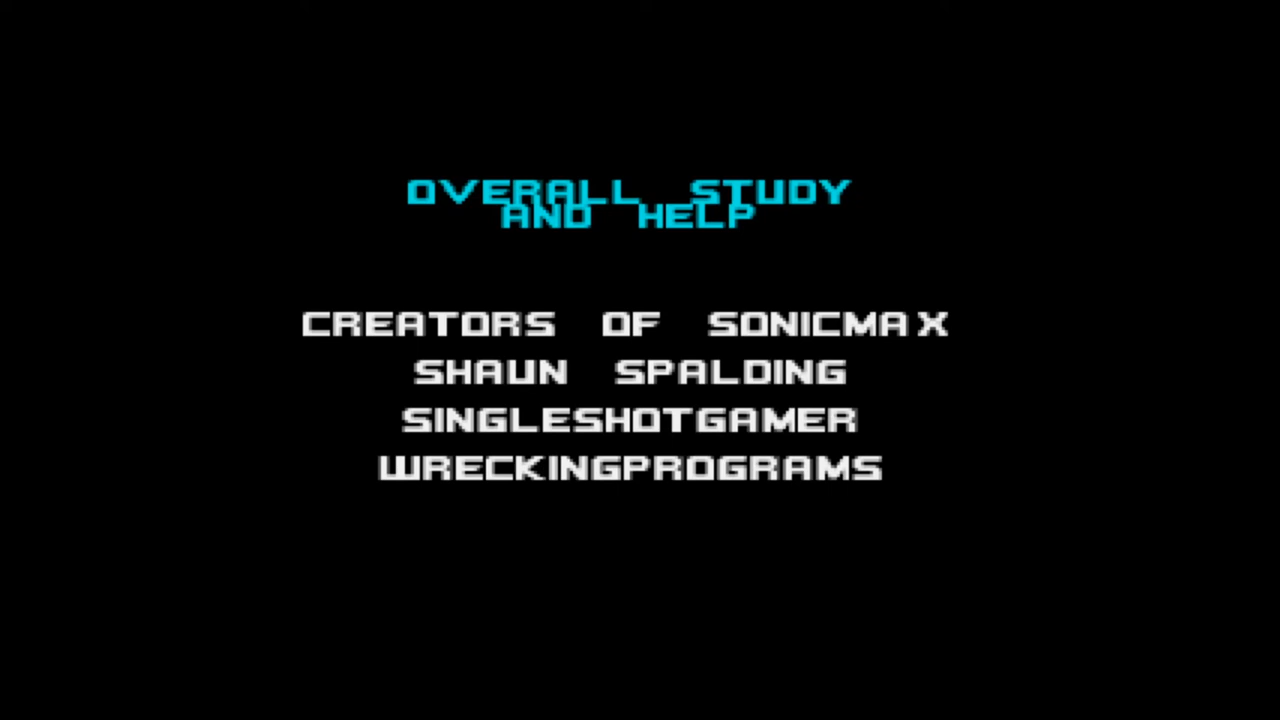 OVERALL STUDY
AND HELP
CREATORS OF SONICMAX
SHAUN SPALDING
SINGLESHOTGAMER
WRECKINGPROGRAMS